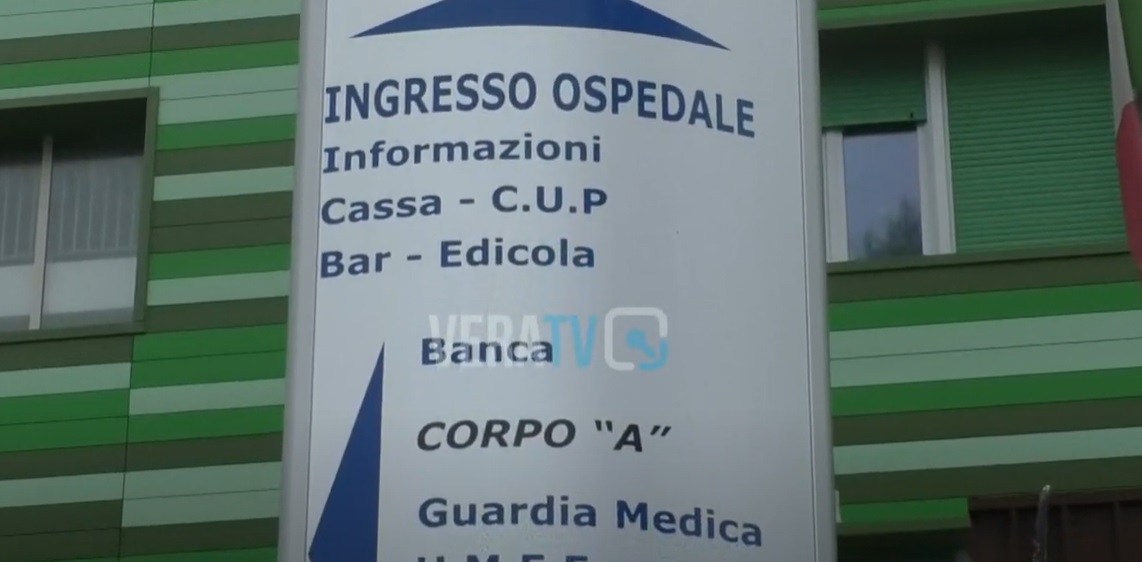 INGRESSO OSPEDALE
Informazioni
Cassa - C.U.P
Bar - Edicola
VERATV
Banca
CORPO "A"
Guardia Medica